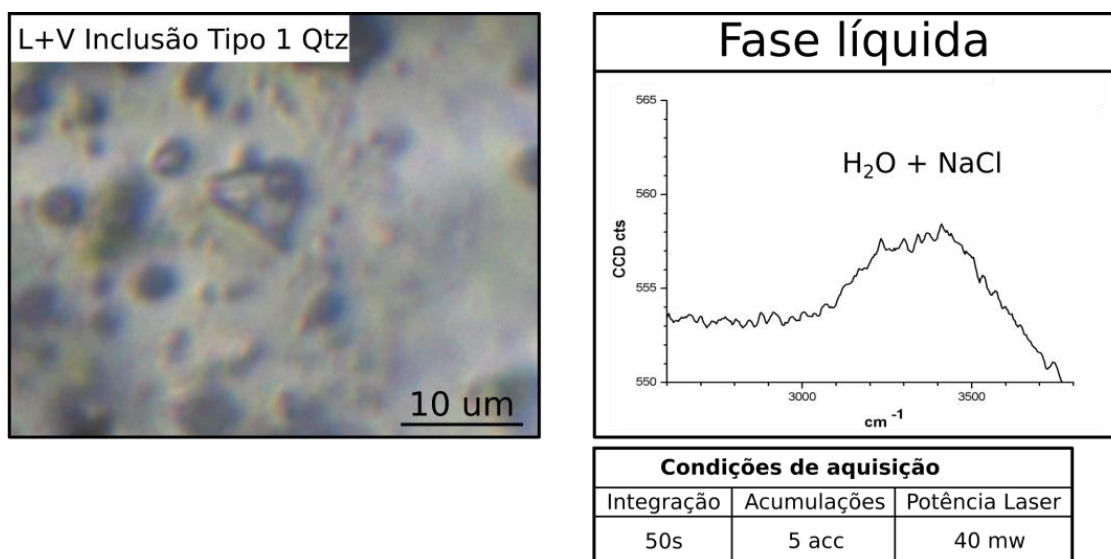 L+V Inclusão Tipo 1 Qtz
10 um
Fase líquida
565
560
555
550
CCD cts
H₂O + NaCl
3000 3500
cm⁻¹
Condições de aquisição
Integração Acumulações Potência Laser
50s 5 acc 40 mw